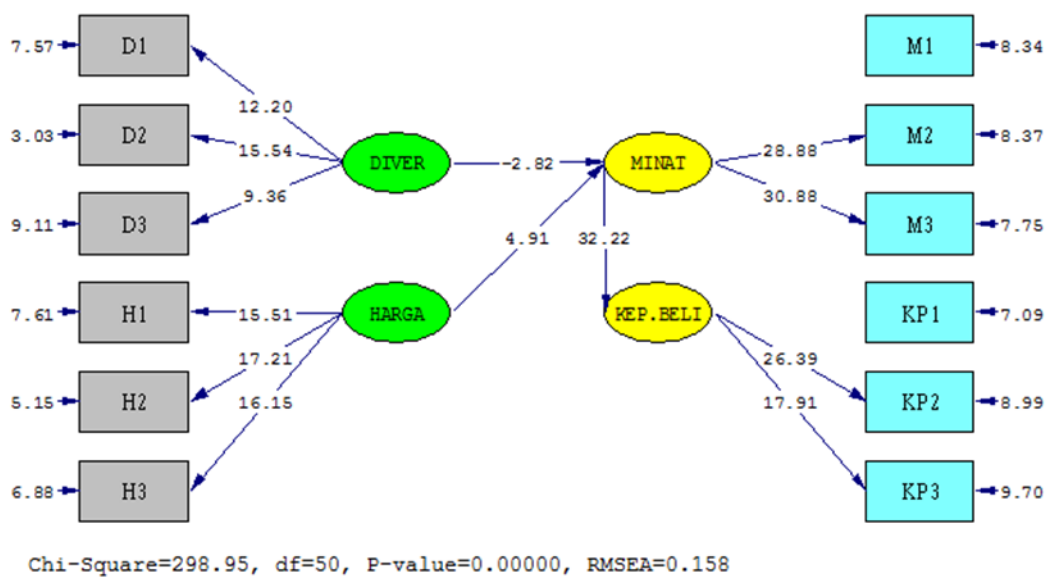 7.57 D1 M1 8.34
12.20
3.03 D2 15.54 DIVER -2.82 MINAT 28.88 M2 8.37
9.36 30.88
9.11 D3 4.91 32.22 M3 7.75
7.61 H1 15.51 HARGA KEP.BELI KP1 7.09
17.21 26.39
5.15 H2 16.15 17.91 KP2 8.99
6.88 H3 KP3 9.70
Chi-Square=298.95, df=50, P-value=0.00000, RMSEA=0.158